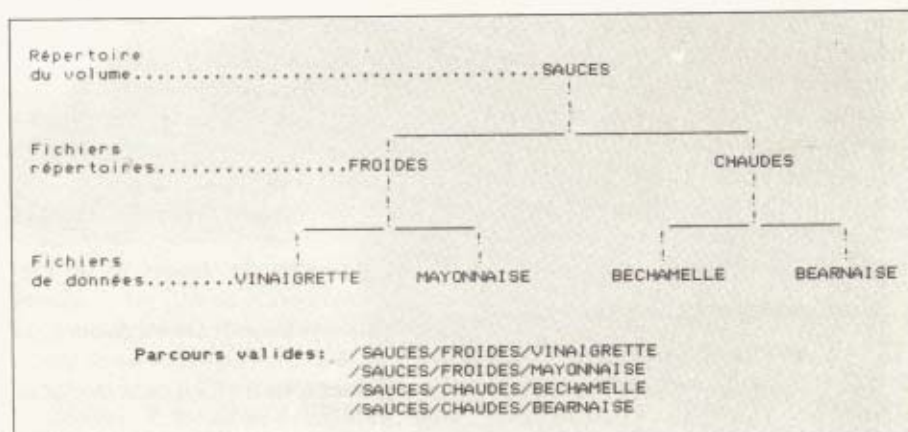 Répertoire
du volume.....................................SAUCES
Fichiers
répertoires.................FROIDES CHAUDES
Fichiers
de données........VINAIGRETTE MAYONNAISE BECHAMELLE BEARNAISE
Parcours valides: /SAUCES/FROIDES/VINAIGRETTE
/SAUCES/FROIDES/MAYONNAISE
/SAUCES/CHAUDES/BECHAMELLE
/SAUCES/CHAUDES/BEARNAISE